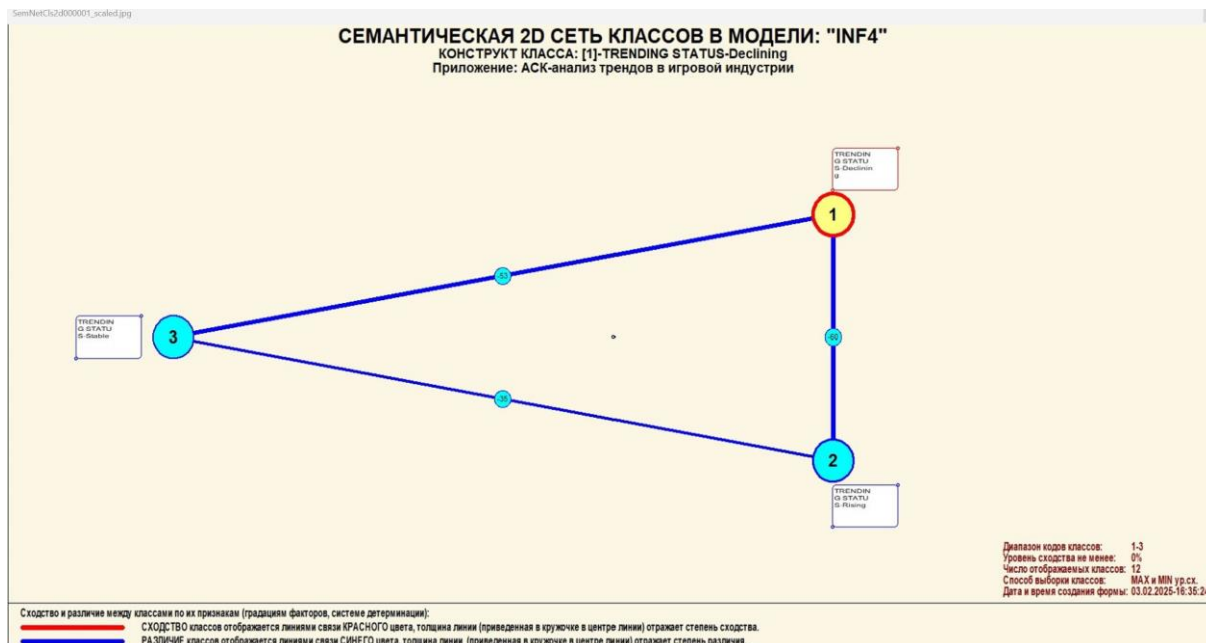 SemNetCls2d000001_scaled.jpg
СЕМАНТИЧЕСКАЯ 2D СЕТЬ КЛАССОВ В МОДЕЛИ: "INF4"
КОНСТРУКТ КЛАССА: [1]-TRENDING STATUS-Declining
Приложение: АСК-анализ трендов в игровой индустрии
TRENDIN
G STATU
S-Declinin
g
1
-53
TRENDIN
G STATU
S-Stable
3
-60
-35
2
TRENDIN
G STATU
S-Rising
Диапазон кодов классов: 1-3
Уровень сходства не менее: 0%
Число отображаемых классов: 12
Способ выборки классов: MAX и MIN ур.сх.
Дата и время создания формы: 03.02.2025-16:35:24
Сходство и различие между классами по их признакам (градациям факторов, системе детерминации):
СХОДСТВО классов отображается линиями связи КРАСНОГО цвета, толщина линии (приведенная в кружочке в центре линии) отражает степень сходства.
РАЗЛИЧИЕ классов отображается линиями связи СИНЕГО цвета, толщина линии (приведенная в кружочке в центре линии) отражает степень различия.